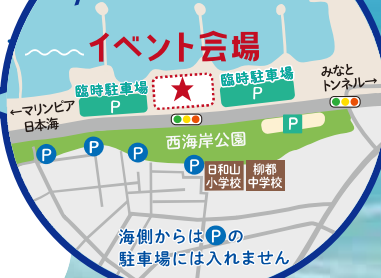 イベント会場
臨時駐車場
P
臨時駐車場
P
みなと
トンネル→
←マリンピア
日本海
P
西海岸公園
P
P
P
P
日和山
小学校
柳都
中学校
海側からはPの
駐車場には入れません